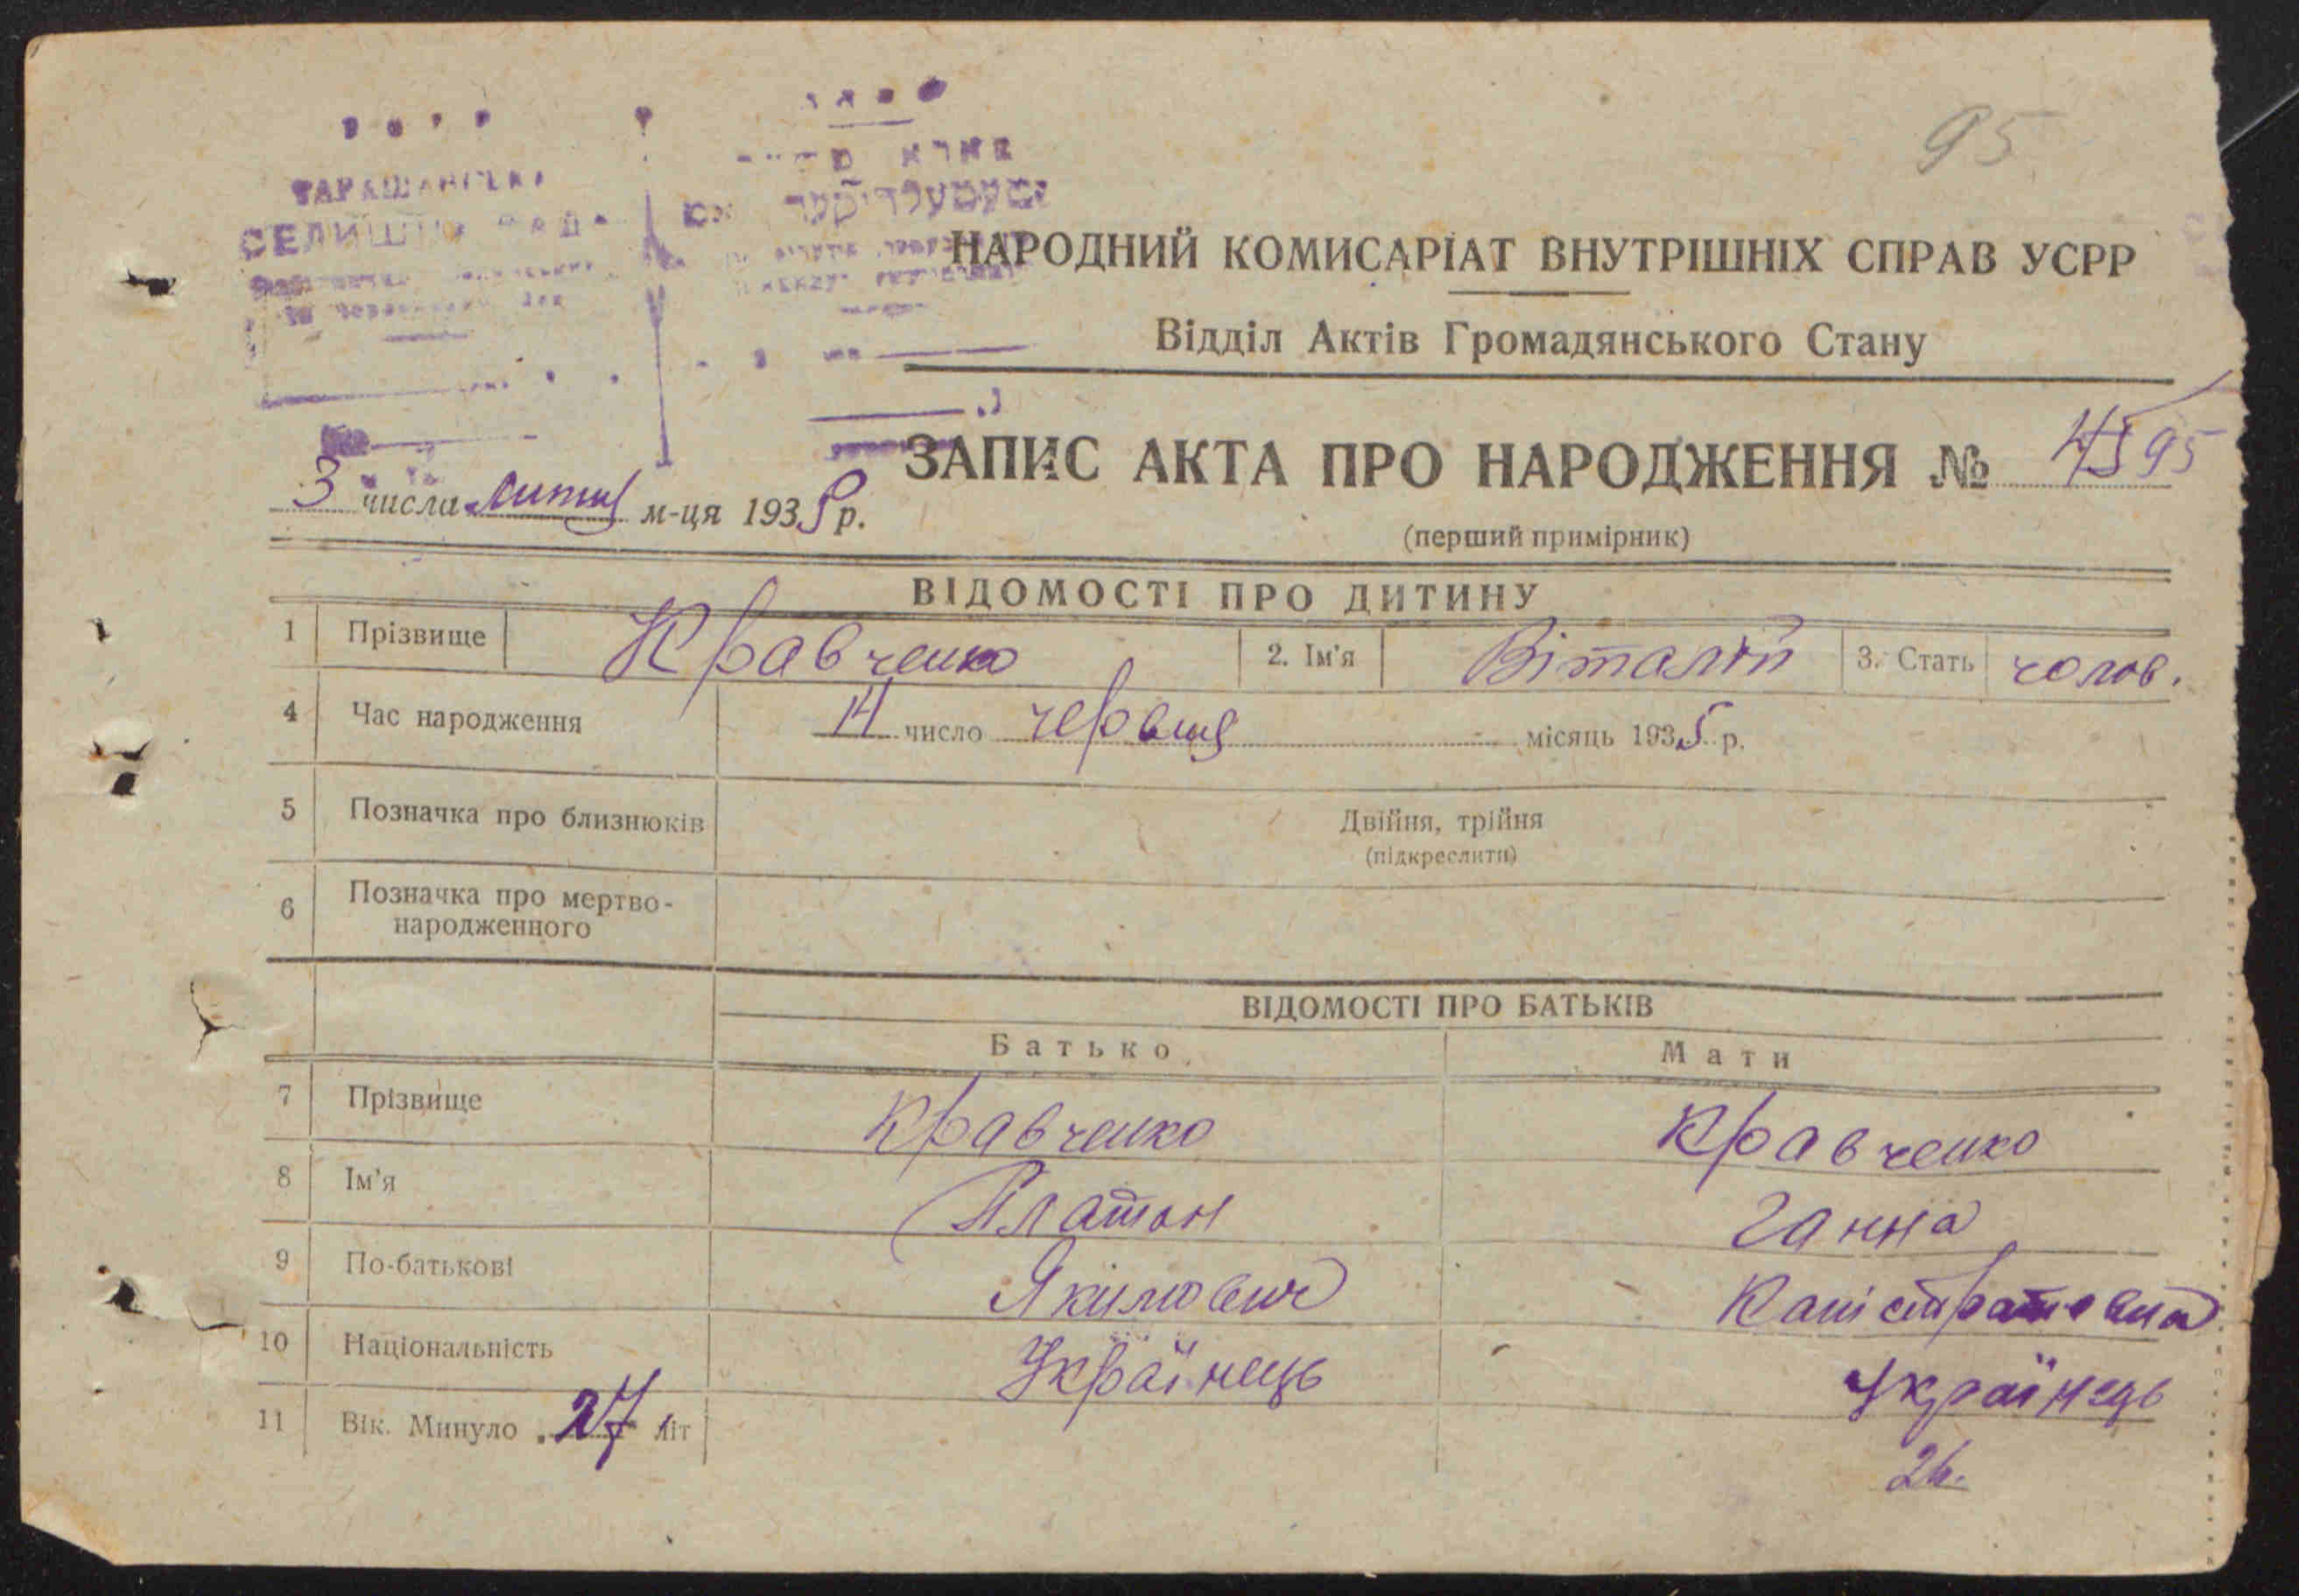 95
ТАРАЩАНСЬКА
НАРОДНИЙ КОМИСАРІАТ ВНУТРІШНІХ СПРАВ УСРР
Відділ Актів Громадянського Стану
ЗАПИС АКТА ПРО НАРОДЖЕННЯ № 95
3 числа м-ця 1935 р.
(перший примірник)
ВІДОМОСТІ ПРО ДИТИНУ
1 Прізвище Кравченко 2. Ім'я Віталій 3. Стать чолов.
4 Час народження 14 число червня місяць 1935 р.
5 Позначка про близнюків Двійня, трійня
(підкреслити)
6 Позначка про мертво-
народженного
ВІДОМОСТІ ПРО БАТЬКІВ
Батько Мати
7 Прізвище Кравченко Кравченко
8 Ім'я Платон Ганна
9 По-батькові Якимович
10 Національність Українець Українець
11 Вік. Минуло 27 літ 26.